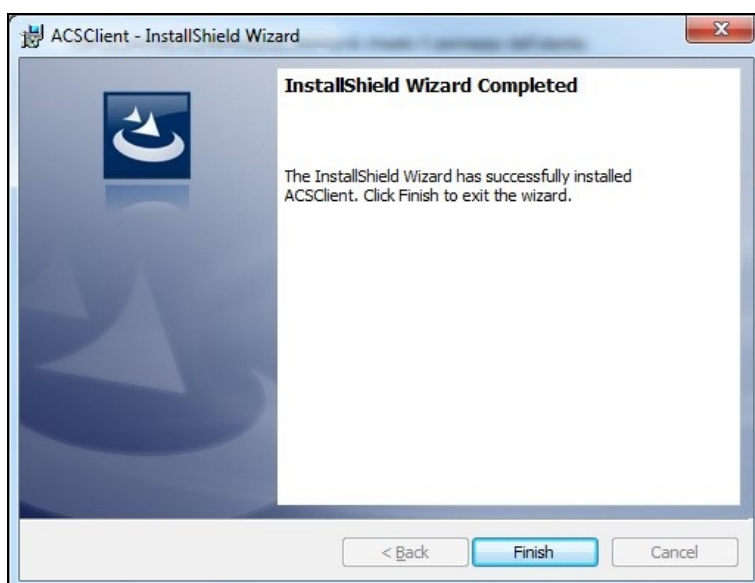 ACSClient - InstallShield Wizard
InstallShield Wizard Completed
The InstallShield Wizard has successfully installed
ACSClient. Click Finish to exit the wizard.
< Back
Finish
Cancel